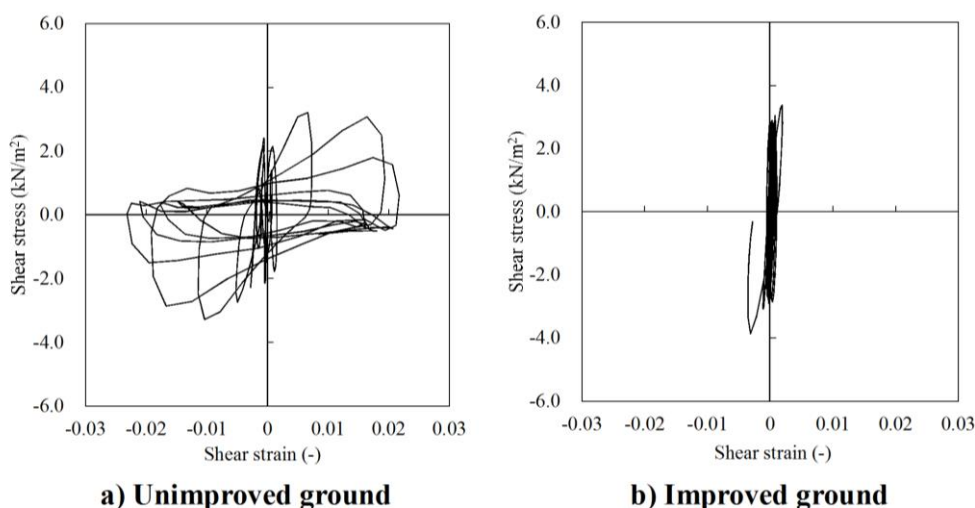 6.0
4.0
2.0
0.0
-2.0
-4.0
-6.0
Shear stress (kN/m²)
-0.03 -0.02 -0.01 0 0.01 0.02 0.03
Shear strain (-)
a) Unimproved ground
6.0
4.0
2.0
0.0
-2.0
-4.0
-6.0
Shear stress (kN/m²)
-0.03 -0.02 -0.01 0 0.01 0.02 0.03
Shear strain (-)
b) Improved ground